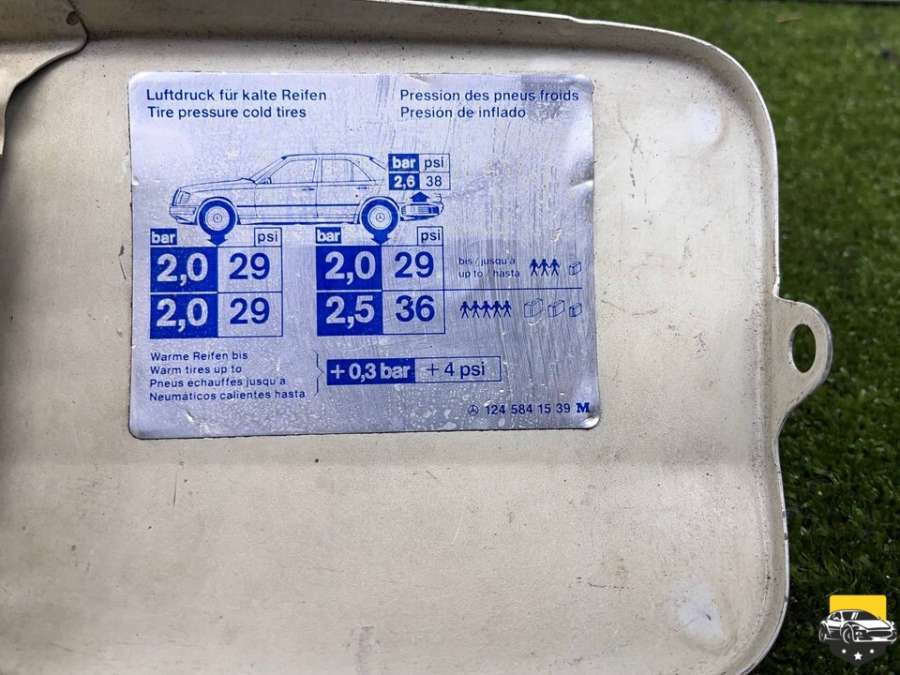 Luftdruck für kalte Reifen
Tire pressure cold tires
Pression des pneus froids
Presión de inflado
bar psi
2,6 38
bar psi
2,0 29
2,0 29
bar psi
2,0 29
2,5 36
bis / jusqu'à
up to / hasta
Warme Reifen bis
Warm tires up to
Pneus échauffés jusqu'a
Neumáticos calientes hasta
+ 0,3 bar + 4 psi
124 584 15 39 M